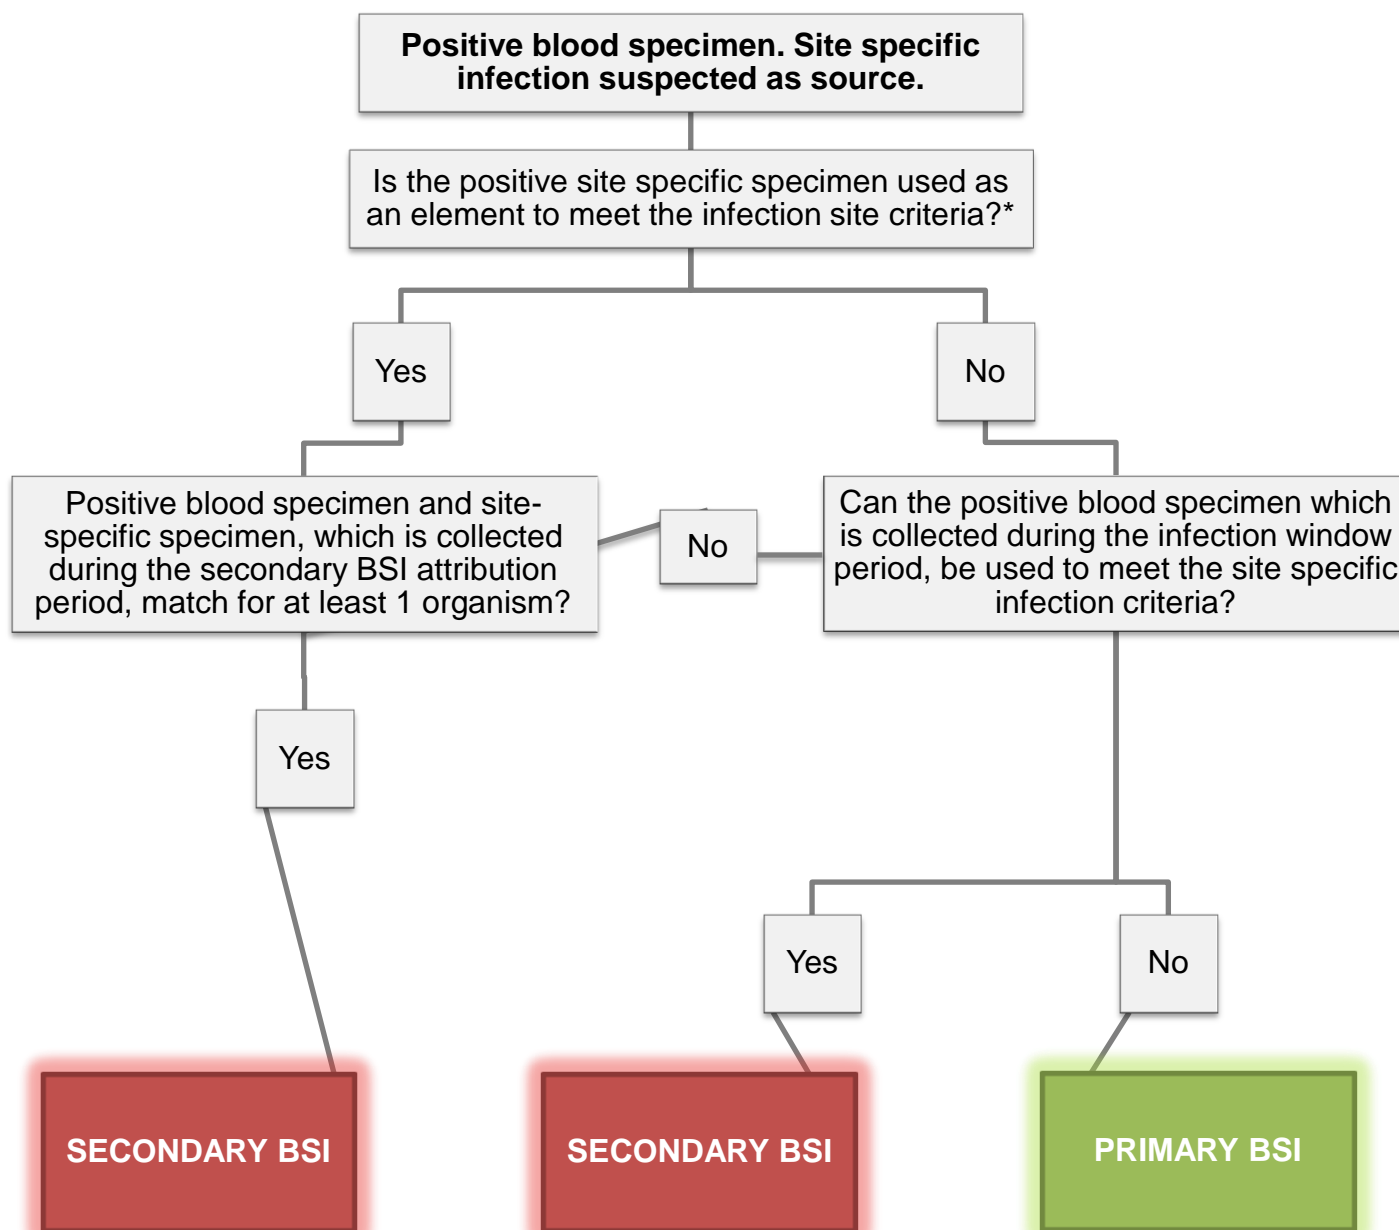 Positive blood specimen. Site specific
infection suspected as source.
Is the positive site specific specimen used as
an element to meet the infection site criteria?*
Yes
No
Positive blood specimen and site-
specific specimen, which is collected
during the secondary BSI attribution
period, match for at least 1 organism?
No
Can the positive blood specimen which
is collected during the infection window
period, be used to meet the site specific
infection criteria?
Yes
Yes
No
SECONDARY BSI
SECONDARY BSI
PRIMARY BSI